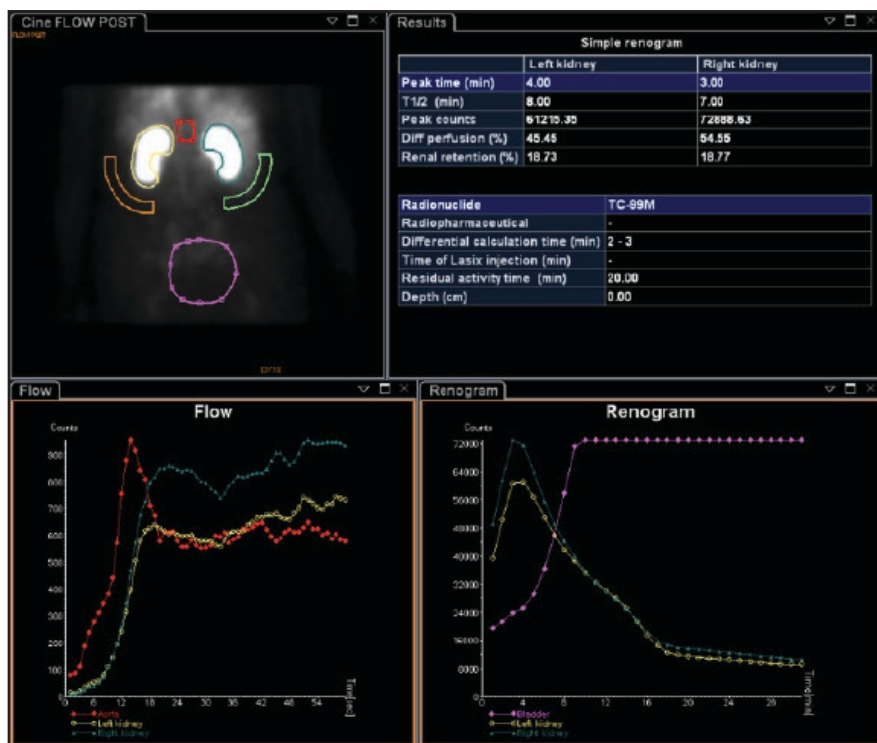 Cine FLOW POST
FLOW POST
Results
Simple renogram
Left kidney Right kidney
Peak time (min) 4.00 3.00
T1/2 (min) 8.00 7.00
Peak counts 61215.35 72888.63
Diff perfusion (%) 45.45 54.55
Renal retention (%) 18.73 18.77
Radionuclide TC-99M
Radiopharmaceutical -
Differential calculation time (min) 2 - 3
Time of Lasix injection (min) -
Residual activity time (min) 20.00
Depth (cm) 0.00
Flow
Flow
Counts
900
800
700
600
500
400
300
200
100
0
0 6 12 18 24 30 36 42 48 54
Time[sec]
Aorta
Left kidney
Right kidney
Renogram
Renogram
Counts
72000
64000
56000
48000
40000
32000
24000
16000
8000
0
0 4 8 12 16 20 24 28
Time[min]
Bladder
Left kidney
Right kidney